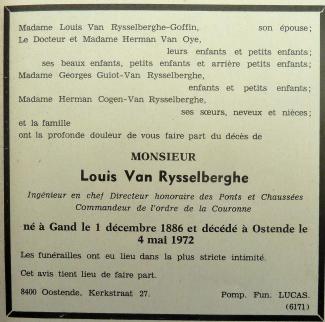 Madame Louis Van Rysselberghe-Goffin, son épouse;
Le Docteur et Madame Herman Van Oye,
leurs enfants et petits enfants;
ses beaux enfants, petits enfants et arrière petits enfants;
Madame Georges Guiot-Van Rysselberghe,
enfants et petits enfants;
Madame Herman Cogen-Van Rysselberghe,
ses sœurs, neveux et nièces;
et la famille
ont la profonde douleur de vous faire part du décès de
MONSIEUR
Louis Van Rysselberghe
Ingénieur en chef Directeur honoraire des Ponts et Chaussées
Commandeur de l'ordre de la Couronne
né à Gand le 1 décembre 1886 et décédé à Ostende le
4 mai 1972
Les funérailles ont eu lieu dans la plus stricte intimité.
Cet avis tient lieu de faire part.
8400 Oostende, Kerkstraat 27. Pomp. Fun. LUCAS.
(6171)